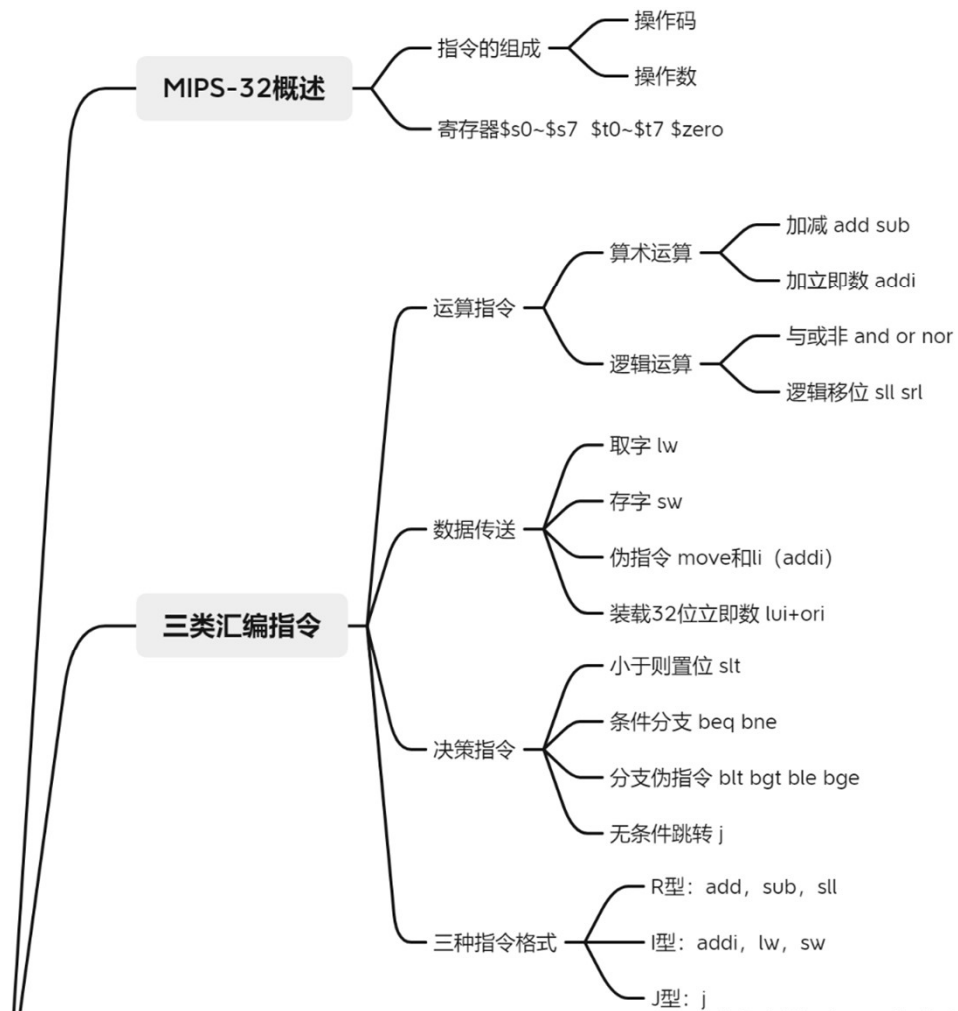 MIPS-32概述
指令的组成
操作码
操作数
寄存器$s0~$s7 $t0~$t7 $zero
三类汇编指令
运算指令
算术运算
加减 add sub
加立即数 addi
逻辑运算
与或非 and or nor
逻辑移位 sll srl
数据传送
取字 lw
存字 sw
伪指令 move和li（addi）
装载32位立即数 lui+ori
决策指令
小于则置位 slt
条件分支 beq bne
分支伪指令 blt bgt ble bge
无条件跳转 j
三种指令格式
R型：add，sub，sll
I型：addi，lw，sw
J型：j